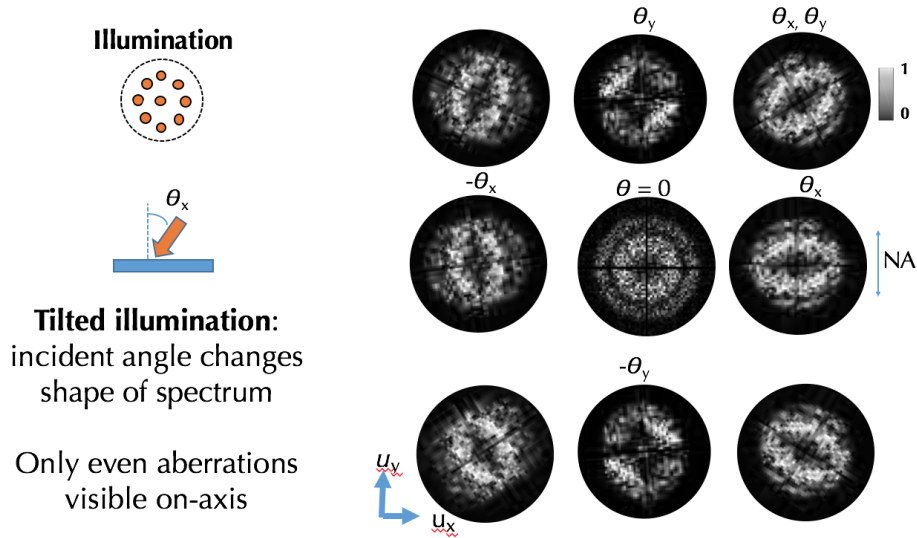 Illumination
θy
θx, θy
1
0
-θx
θ = 0
θx
θx
NA
Tilted illumination:
incident angle changes
shape of spectrum
-θy
Only even aberrations
visible on-axis
uy
ux